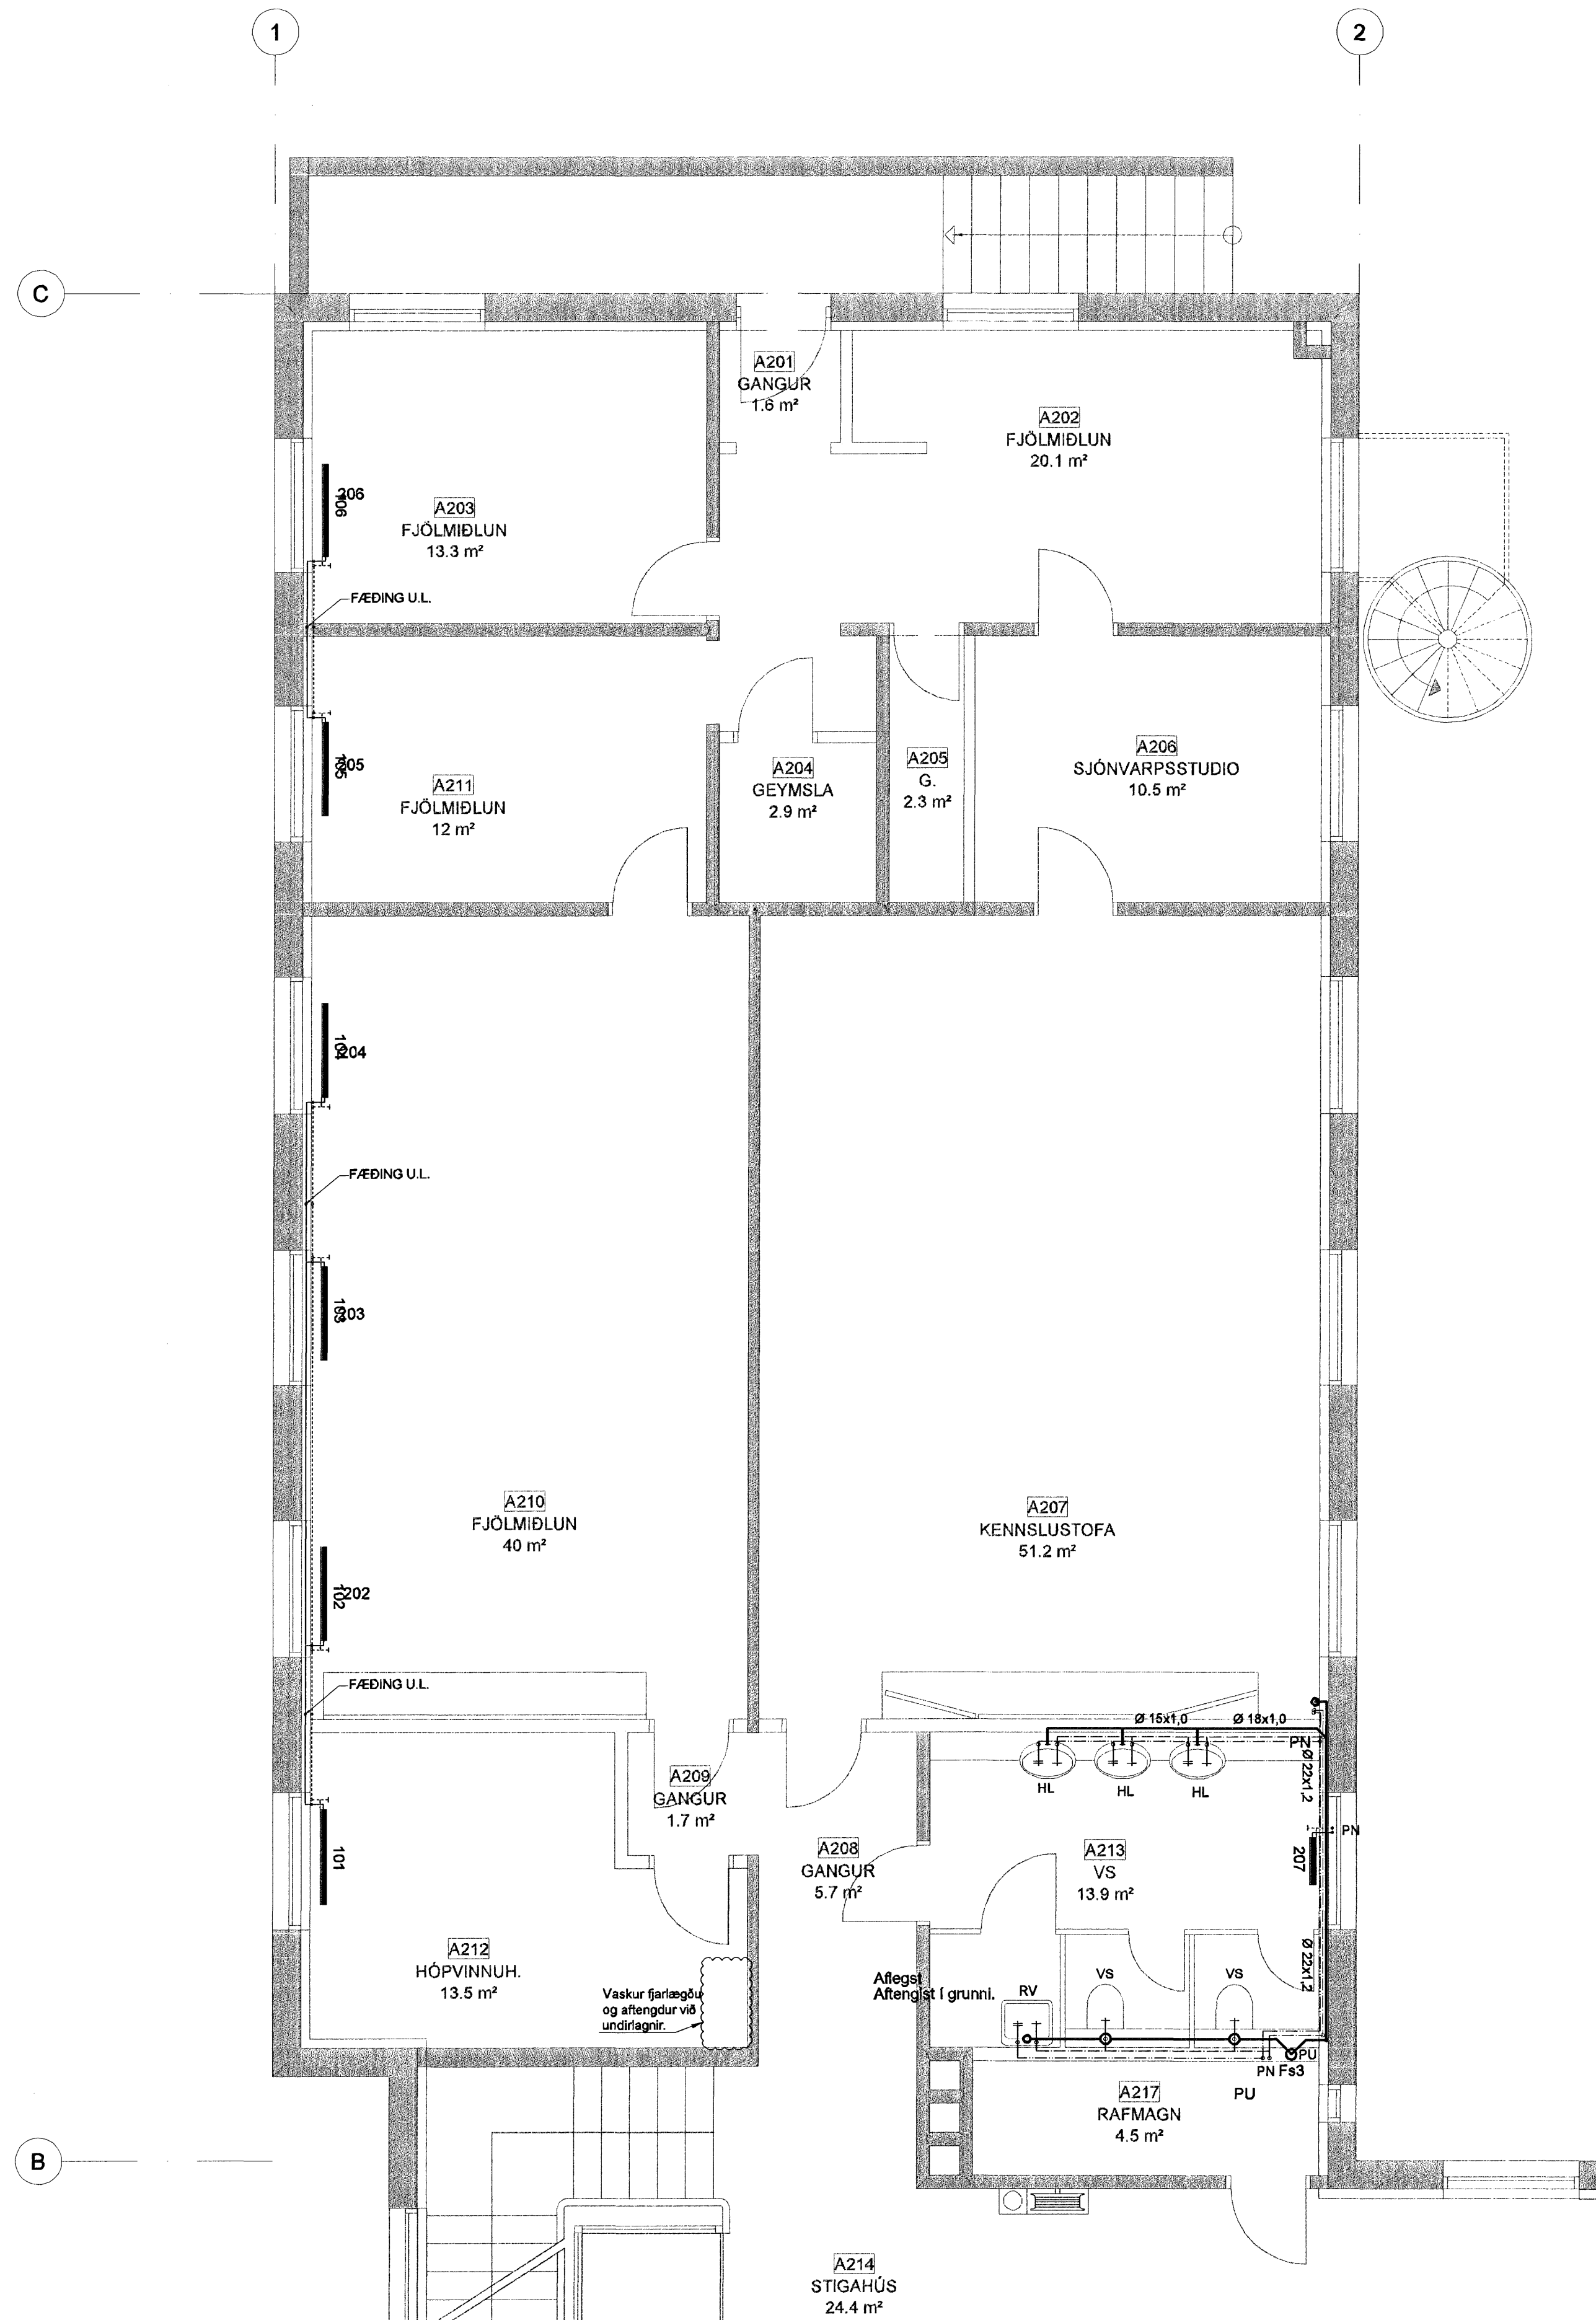 1
2
C
A201
GANGUR
1.6 m²
A202
FJÖLMIÐLUN
20.1 m²
206
106
A203
FJÖLMIÐLUN
13.3 m²
FÆÐING U.L.
205
105
A211
FJÖLMIÐLUN
12 m²
A204
GEYMSLA
2.9 m²
A205
G.
2.3 m²
A206
SJÓNVARPSSTUDIO
10.5 m²
204
FÆÐING U.L.
203
103
A210
FJÖLMIÐLUN
40 m²
A207
KENNSLUSTOFA
51.2 m²
202
102
FÆÐING U.L.
Ø 15x1,0
Ø 18x1,0
PN
Ø 22x1,2
HL
HL
HL
A209
GANGUR
1.7 m²
PN
101
A208
GANGUR
5.7 m²
A213
VS
13.9 m²
207
A212
HÓPVINNUH.
13.5 m²
Ø 22x1,2
Vaskur fjarlægðu
og aftengdur við
undirlagnir.
Aflegst
Aftengist í grunni.
RV
VS
VS
PU
PN Fs3
A217
RAFMAGN
4.5 m²
PU
B
A214
STIGAHÚS
24.4 m²